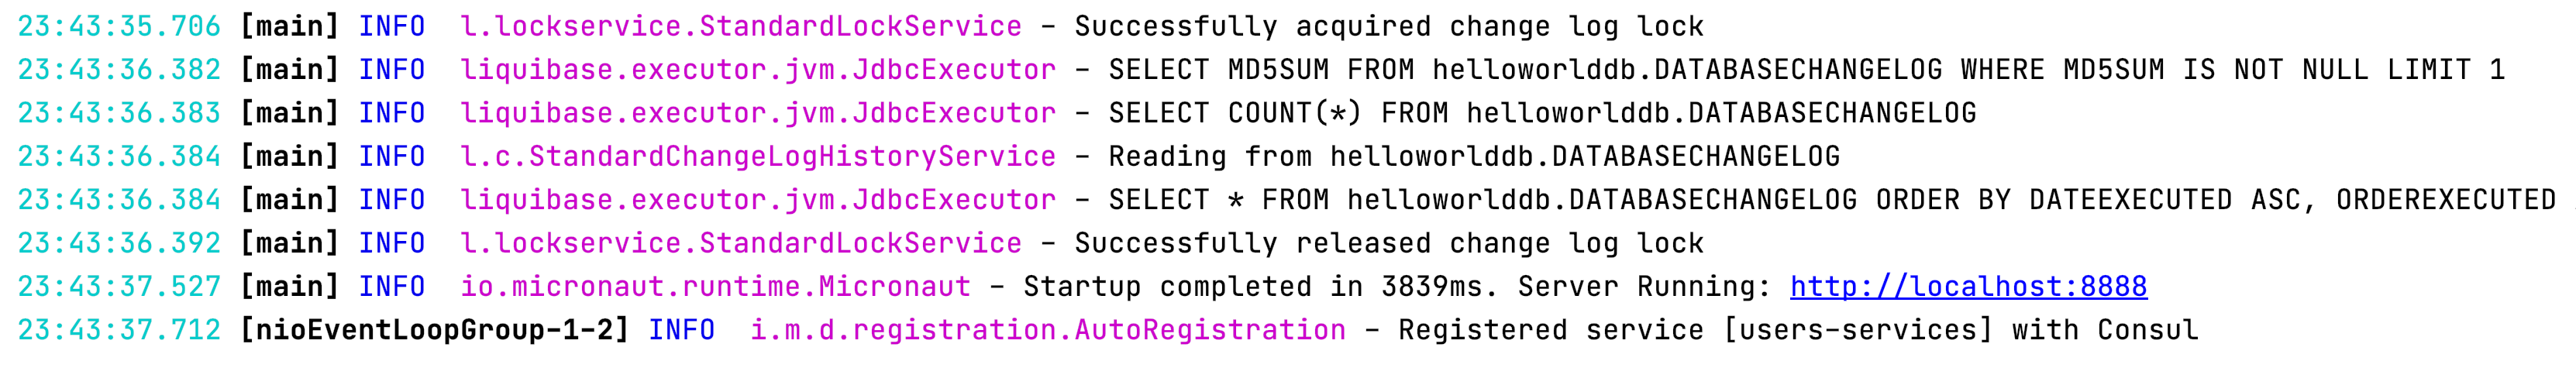 23:43:35.706 [main] INFO  l.lockservice.StandardLockService - Successfully acquired change log lock
23:43:36.382 [main] INFO  liquibase.executor.jvm.JdbcExecutor - SELECT MD5SUM FROM helloworlddb.DATABASECHANGELOG WHERE MD5SUM IS NOT NULL LIMIT 1
23:43:36.383 [main] INFO  liquibase.executor.jvm.JdbcExecutor - SELECT COUNT(*) FROM helloworlddb.DATABASECHANGELOG
23:43:36.384 [main] INFO  l.c.StandardChangeLogHistoryService - Reading from helloworlddb.DATABASECHANGELOG
23:43:36.384 [main] INFO  liquibase.executor.jvm.JdbcExecutor - SELECT * FROM helloworlddb.DATABASECHANGELOG ORDER BY DATEEXECUTED ASC, ORDEREXECUTED
23:43:36.392 [main] INFO  l.lockservice.StandardLockService - Successfully released change log lock
23:43:37.527 [main] INFO  io.micronaut.runtime.Micronaut - Startup completed in 3839ms. Server Running: http://localhost:8888
23:43:37.712 [nioEventLoopGroup-1-2] INFO  i.m.d.registration.AutoRegistration - Registered service [users-services] with Consul